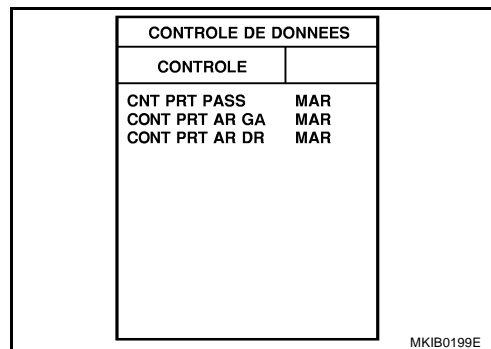 CONTROLE DE DONNEES
CONTROLE
CNT PRT PASS MAR
CONT PRT AR GA MAR
CONT PRT AR DR MAR
MKIB0199E